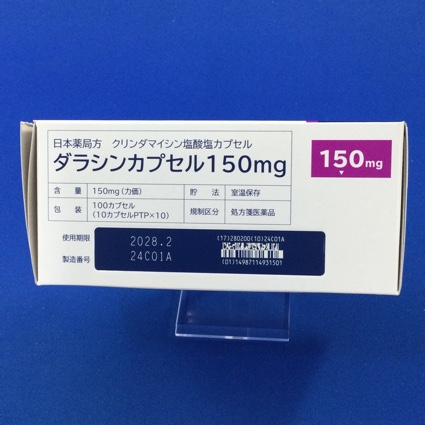 日本薬局方　クリンダマイシン塩酸塩カプセル
ダラシンカプセル150mg
150mg
含　量　150mg(力価)　貯　法　室温保存
包　装　100カプセル
(10カプセルPTP×10)　規制区分　処方箋医薬品
使用期限　2028.2
製造番号　24C01A
(17)280200(10)24C01A
(01)14987114931501